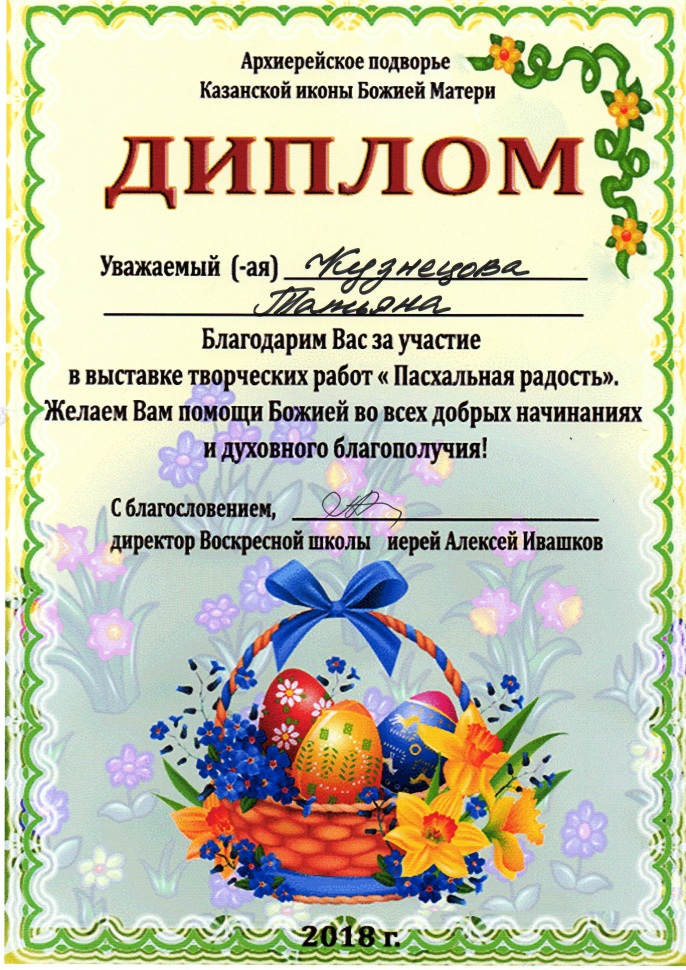 Архиерейское подворье
Казанской иконы Божией Матери
ДИПЛОМ
Уважаемый (-ая) Кузнецова
Татьяна
Благодарим Вас за участие
в выставке творческих работ « Пасхальная радость».
Желаем Вам помощи Божией во всех добрых начинаниях
и духовного благополучия!
С благословением,
директор Воскресной школы иерей Алексей Ивашков
2018 г.